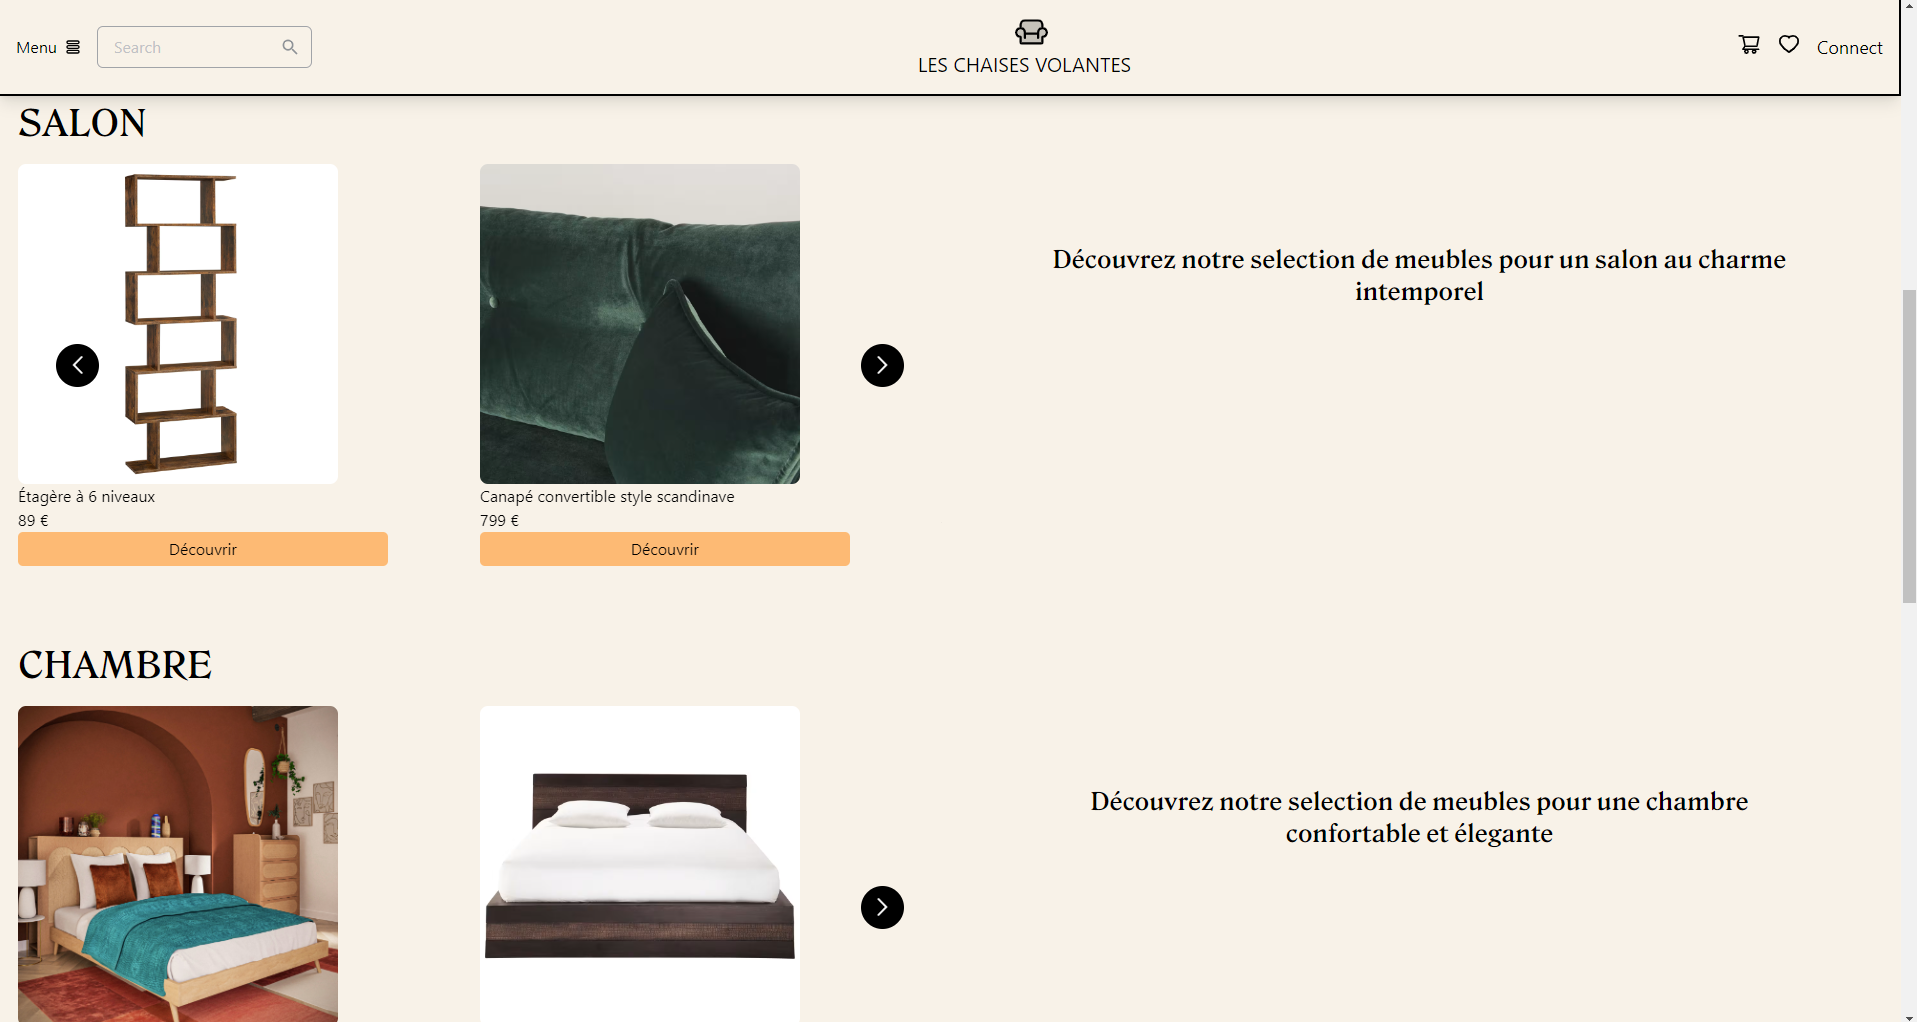 Menu
Search
LES CHAISES VOLANTES
Connect
SALON
Découvrez notre selection de meubles pour un salon au charme
intemporel
Étagère à 6 niveaux
89 €
Découvrir
Canapé convertible style scandinave
799 €
Découvrir
CHAMBRE
Découvrez notre selection de meubles pour une chambre
confortable et élegante